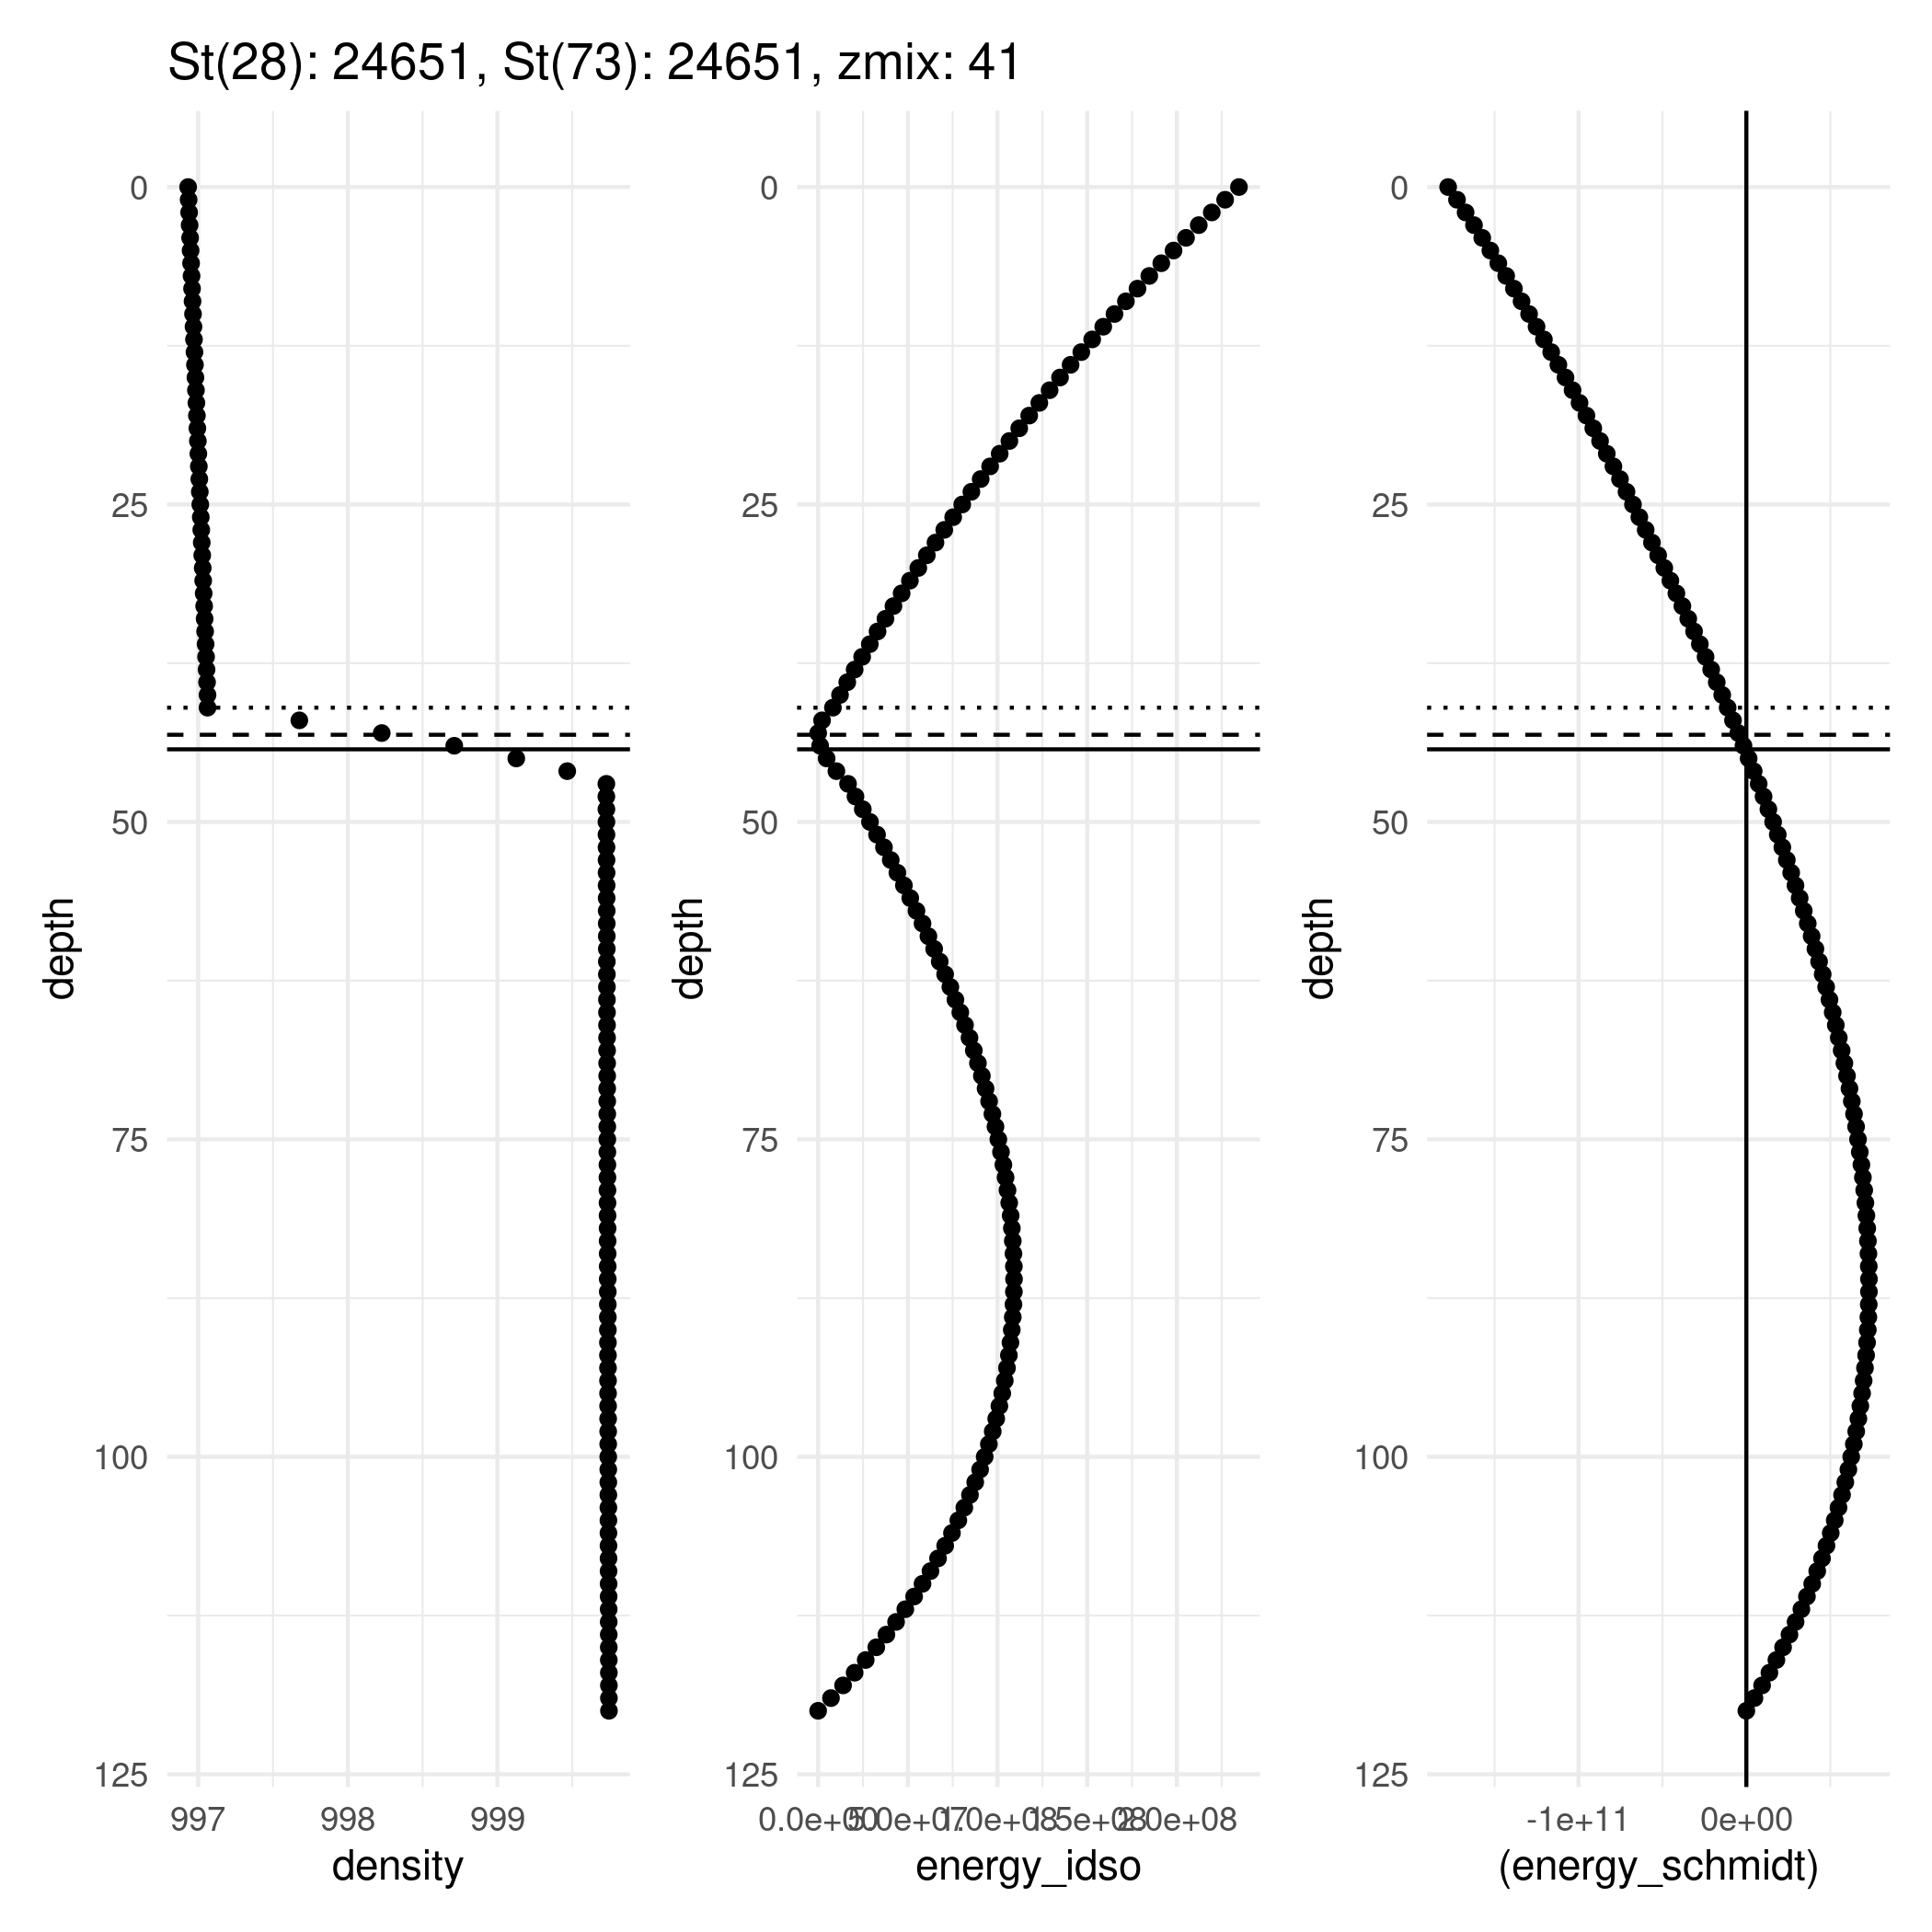 St(28): 24651, St(73): 24651, zmix: 41
0
25
50
75
100
125
depth
997 998 999
density
0
25
50
75
100
125
depth
0.0e+00 5.0e+07 1.0e+08 1.5e+08 2.0e+08
energy_idso
0
25
50
75
100
125
depth
-1e+11 0e+00
(energy_schmidt)